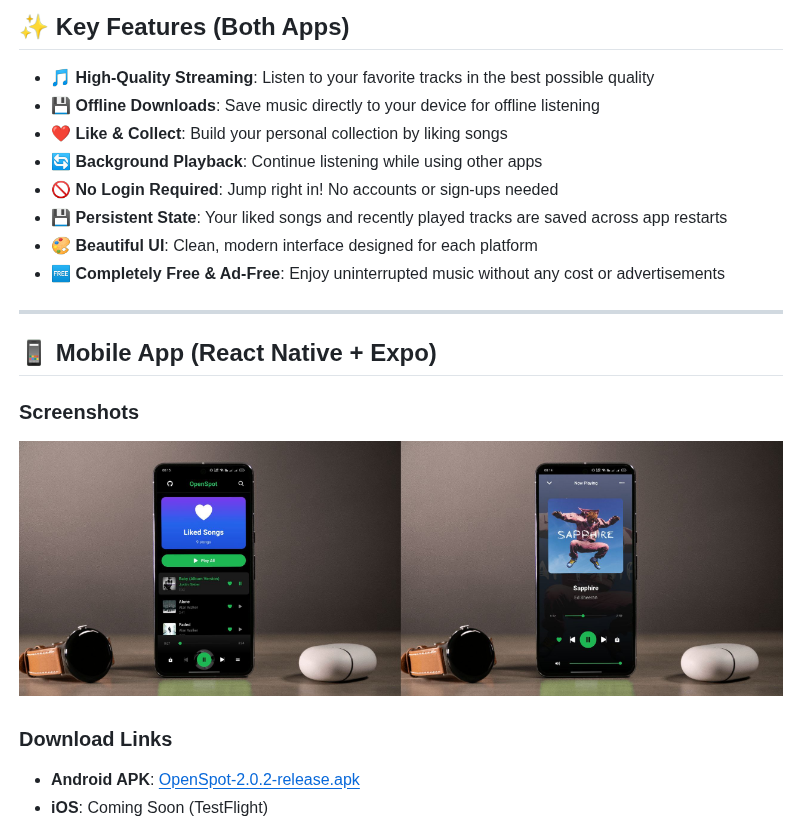 ✨ Key Features (Both Apps)
🎵 High-Quality Streaming: Listen to your favorite tracks in the best possible quality
💾 Offline Downloads: Save music directly to your device for offline listening
❤️ Like & Collect: Build your personal collection by liking songs
🔄 Background Playback: Continue listening while using other apps
🚫 No Login Required: Jump right in! No accounts or sign-ups needed
💾 Persistent State: Your liked songs and recently played tracks are saved across app restarts
🎨 Beautiful UI: Clean, modern interface designed for each platform
🆓 Completely Free & Ad-Free: Enjoy uninterrupted music without any cost or advertisements
📱 Mobile App (React Native + Expo)
Screenshots
OpenSpot
Liked Songs
Play All
Baby (Album Version)
Alone
Faded
Now Playing
SAPPHIRE
Sapphire
Download Links
Android APK: OpenSpot-2.0.2-release.apk
iOS: Coming Soon (TestFlight)